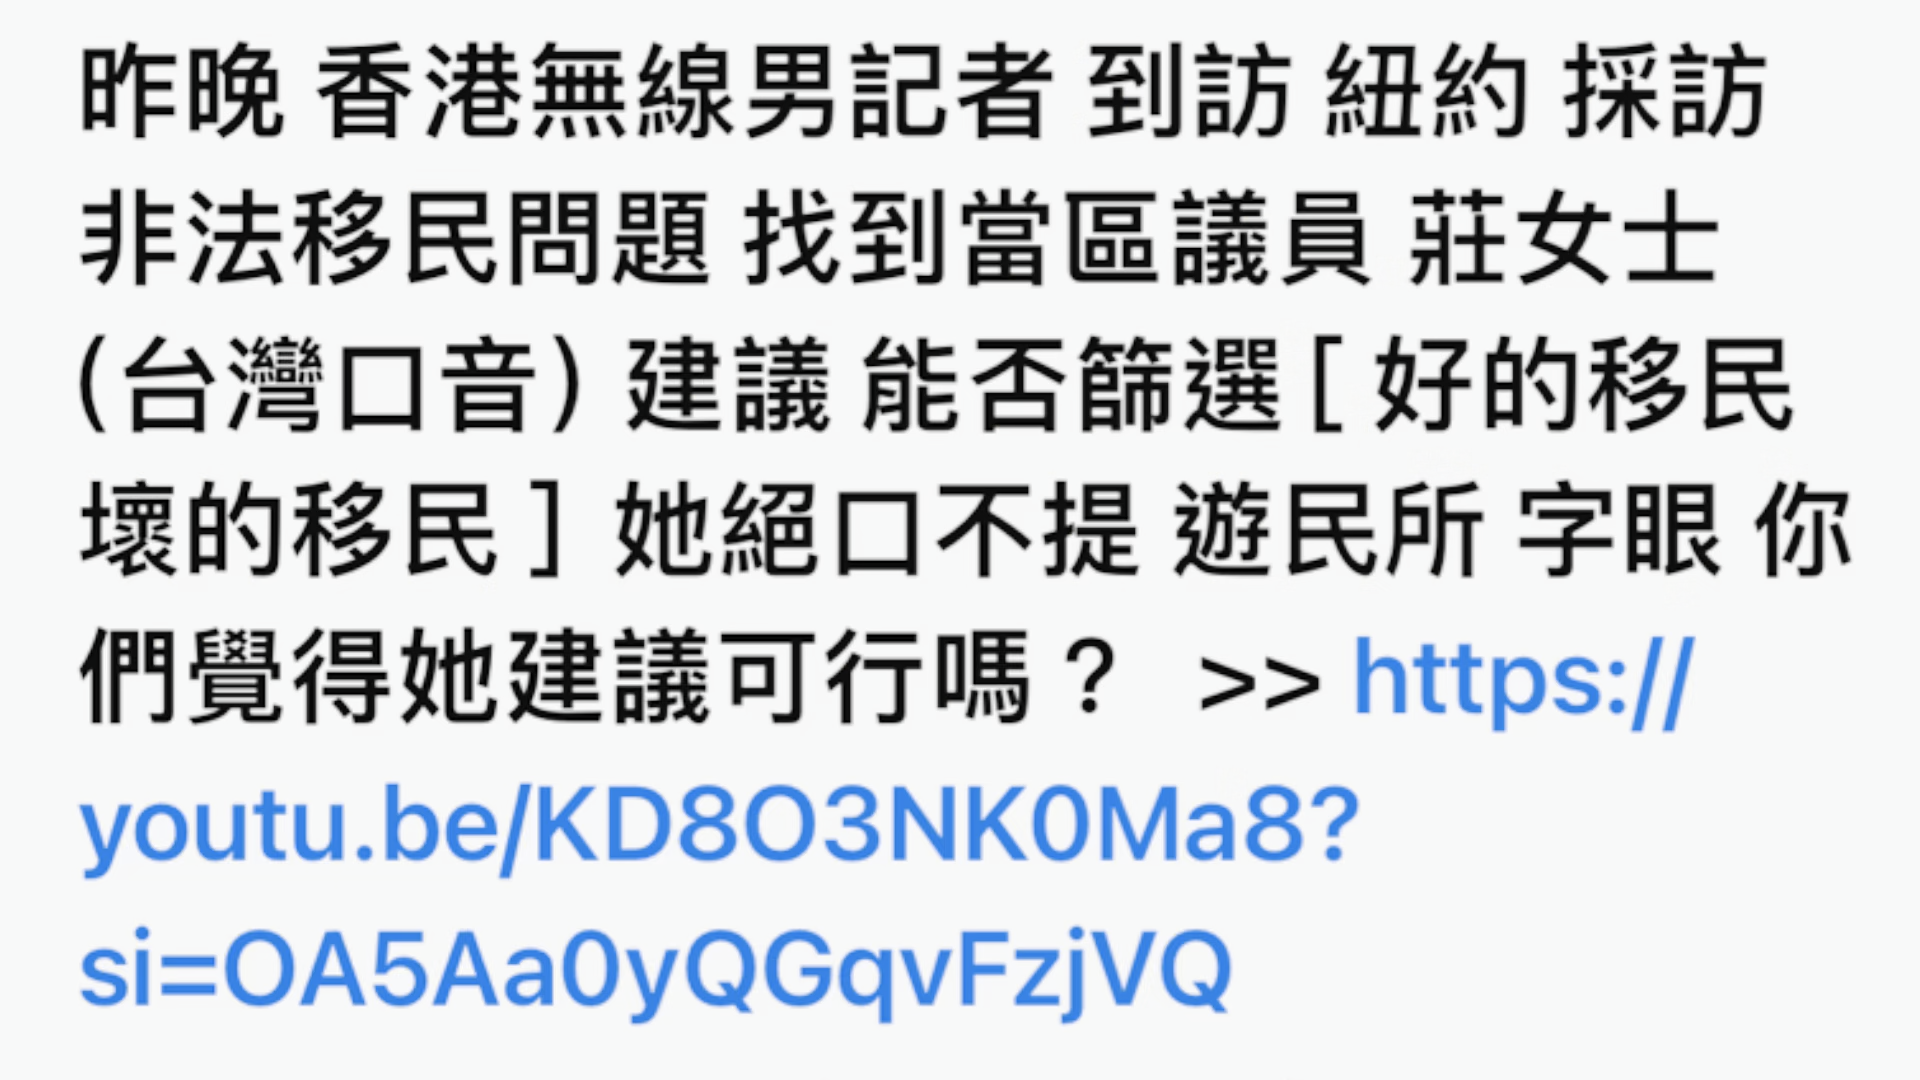 昨晚 香港無線男記者 到訪 紐約 採訪
非法移民問題 找到當區議員 莊女士
(台灣口音) 建議 能否篩選 [ 好的移民
壞的移民 ] 她絕口不提 遊民所 字眼 你
們覺得她建議可行嗎？ >> https://
youtu.be/KD8O3NK0Ma8?
si=OA5Aa0yQGqvFzjVQ